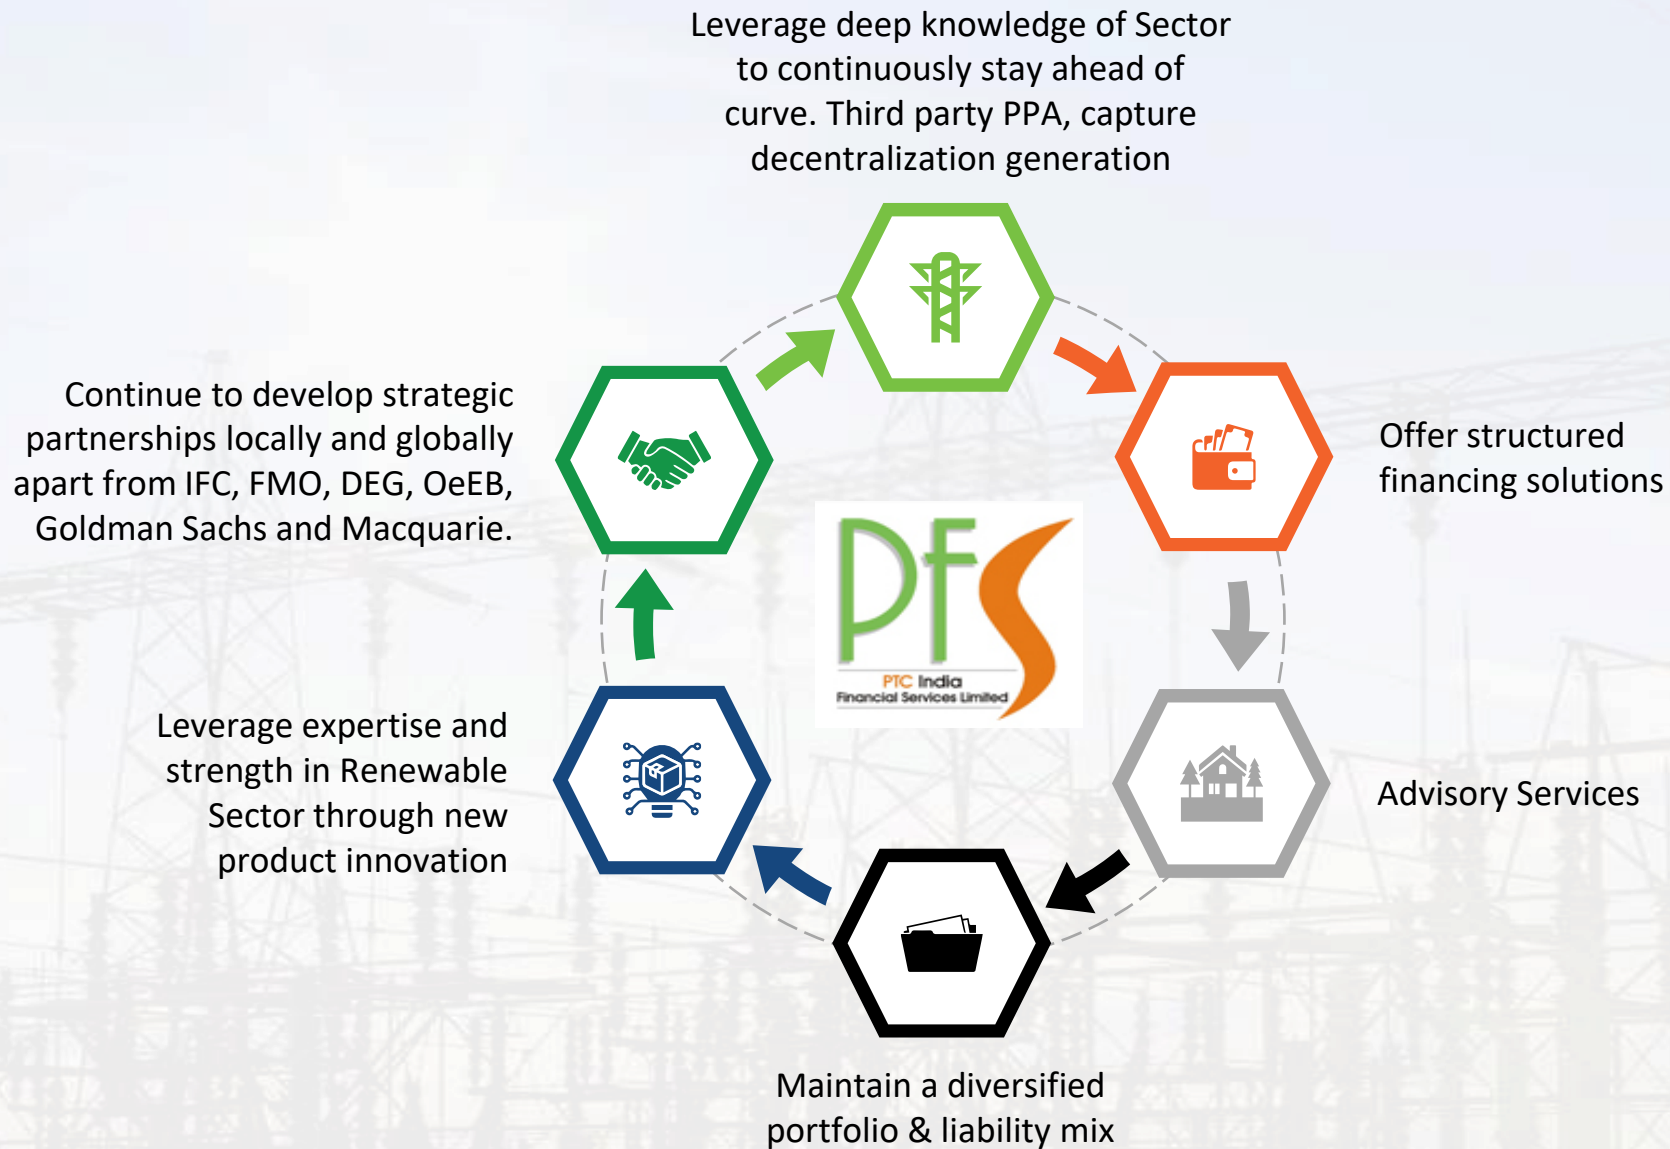 Leverage deep knowledge of Sector
to continuously stay ahead of
curve. Third party PPA, capture
decentralization generation
Continue to develop strategic
partnerships locally and globally
apart from IFC, FMO, DEG, OeEB,
Goldman Sachs and Macquarie.
Offer structured
financing solutions
PFS
PTC India
Financial Services Limited
Leverage expertise and
strength in Renewable
Sector through new
product innovation
Advisory Services
Maintain a diversified
portfolio & liability mix